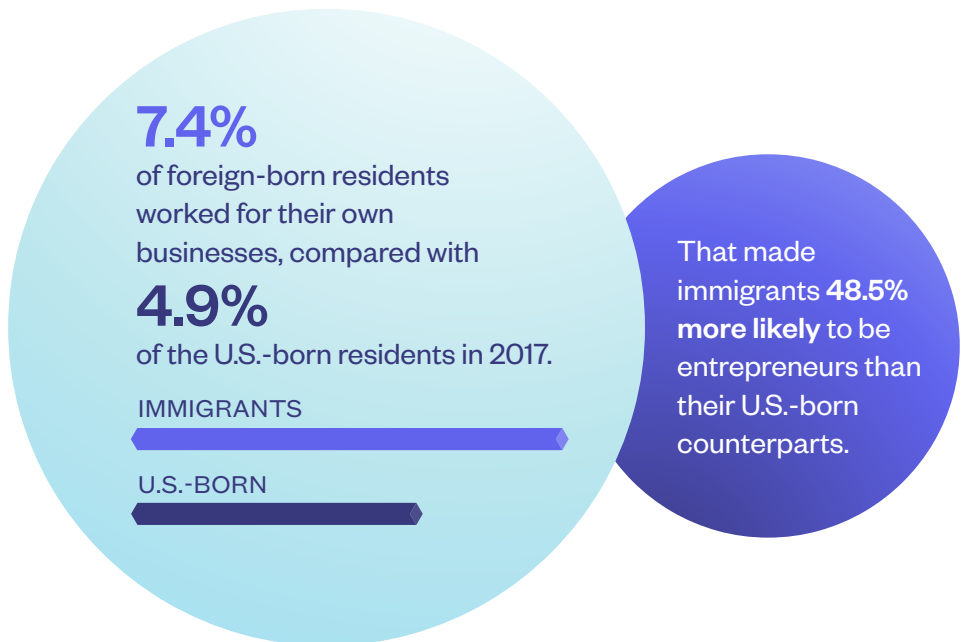 7.4%
of foreign-born residents
worked for their own
businesses, compared with
4.9%
of the U.S.-born residents in 2017.
IMMIGRANTS
U.S.-BORN
That made
immigrants 48.5%
more likely to be
entrepreneurs than
their U.S.-born
counterparts.